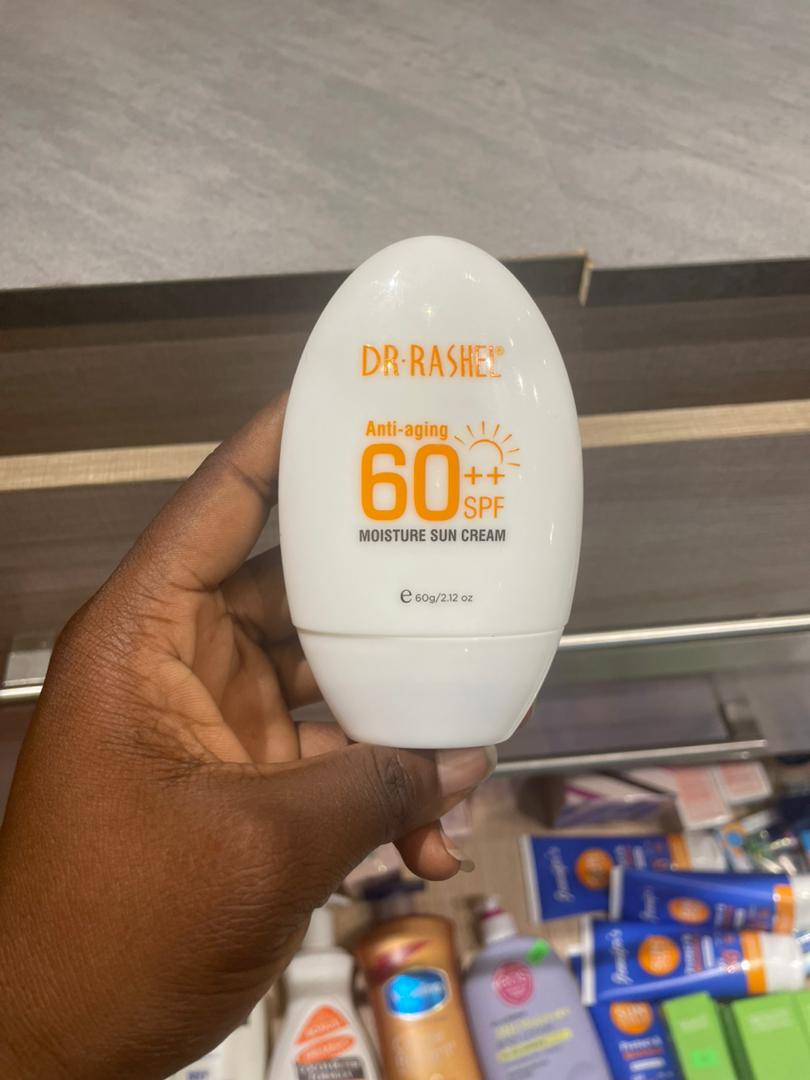 DR·RASHEL®
Anti-aging
60++
SPF
MOISTURE SUN CREAM
e 60g/2.12 oz